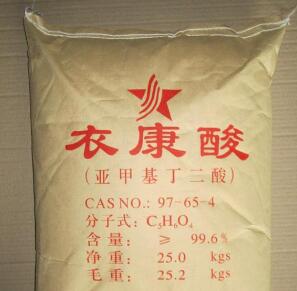 衣康酸
(亚甲基丁二酸)
CAS NO.: 97-65-4
分子式: C₅H₆O₄
含量: ≥ 99.6%
净重: 25.0 kgs
毛重: 25.2 kgs